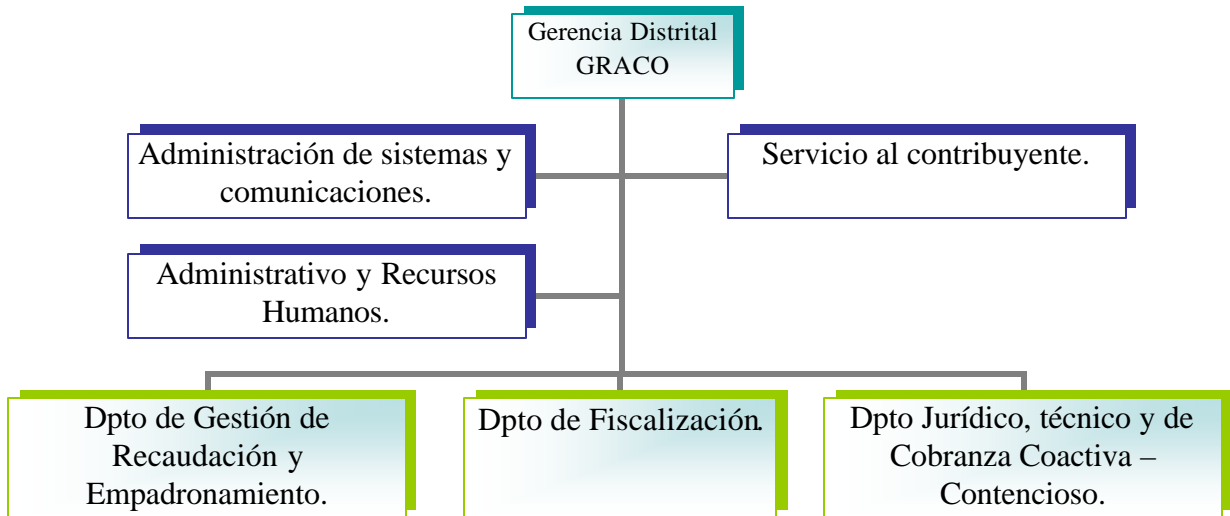 Gerencia Distrital
GRACO
Administración de sistemas y
comunicaciones.
Servicio al contribuyente.
Administrativo y Recursos
Humanos.
Dpto de Gestión de
Recaudación y
Empadronamiento.
Dpto de Fiscalización.
Dpto Jurídico, técnico y de
Cobranza Coactiva –
Contencioso.